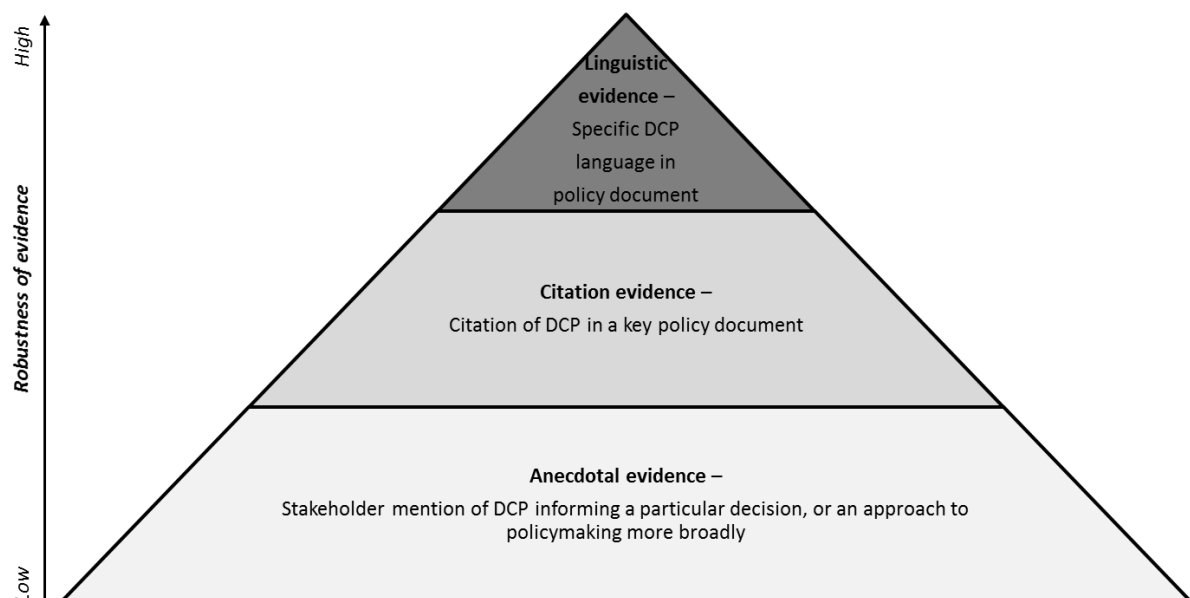 High
Robustness of evidence
Low
Linguistic
evidence –
Specific DCP
language in
policy document
Citation evidence –
Citation of DCP in a key policy document
Anecdotal evidence –
Stakeholder mention of DCP informing a particular decision, or an approach to
policymaking more broadly